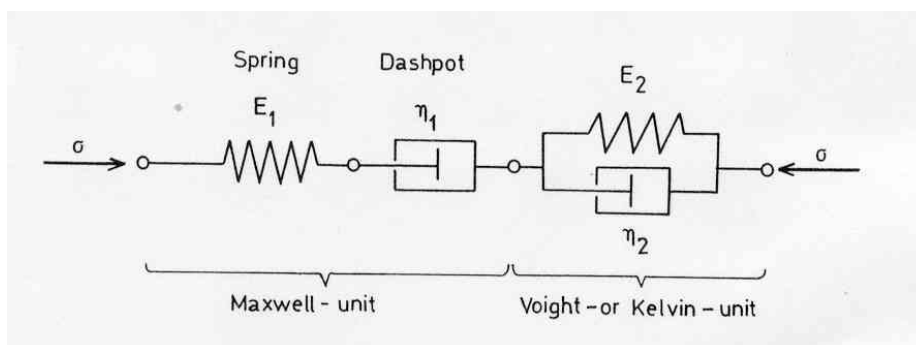 Spring Dashpot
E₁ η₁ E₂
σ σ
η₂
Maxwell - unit Voight - or Kelvin - unit